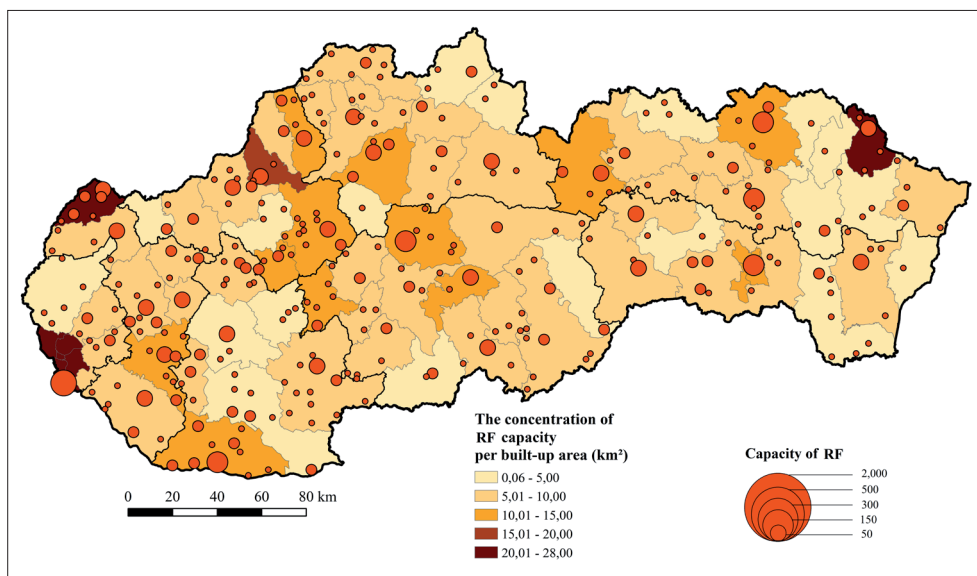 The concentration of
RF capacity
per built-up area (km²)
0,06 - 5,00
5,01 - 10,00
10,01 - 15,00
15,01 - 20,00
20,01 - 28,00
Capacity of RF
2,000
500
300
150
50
0 20 40 60 80 km